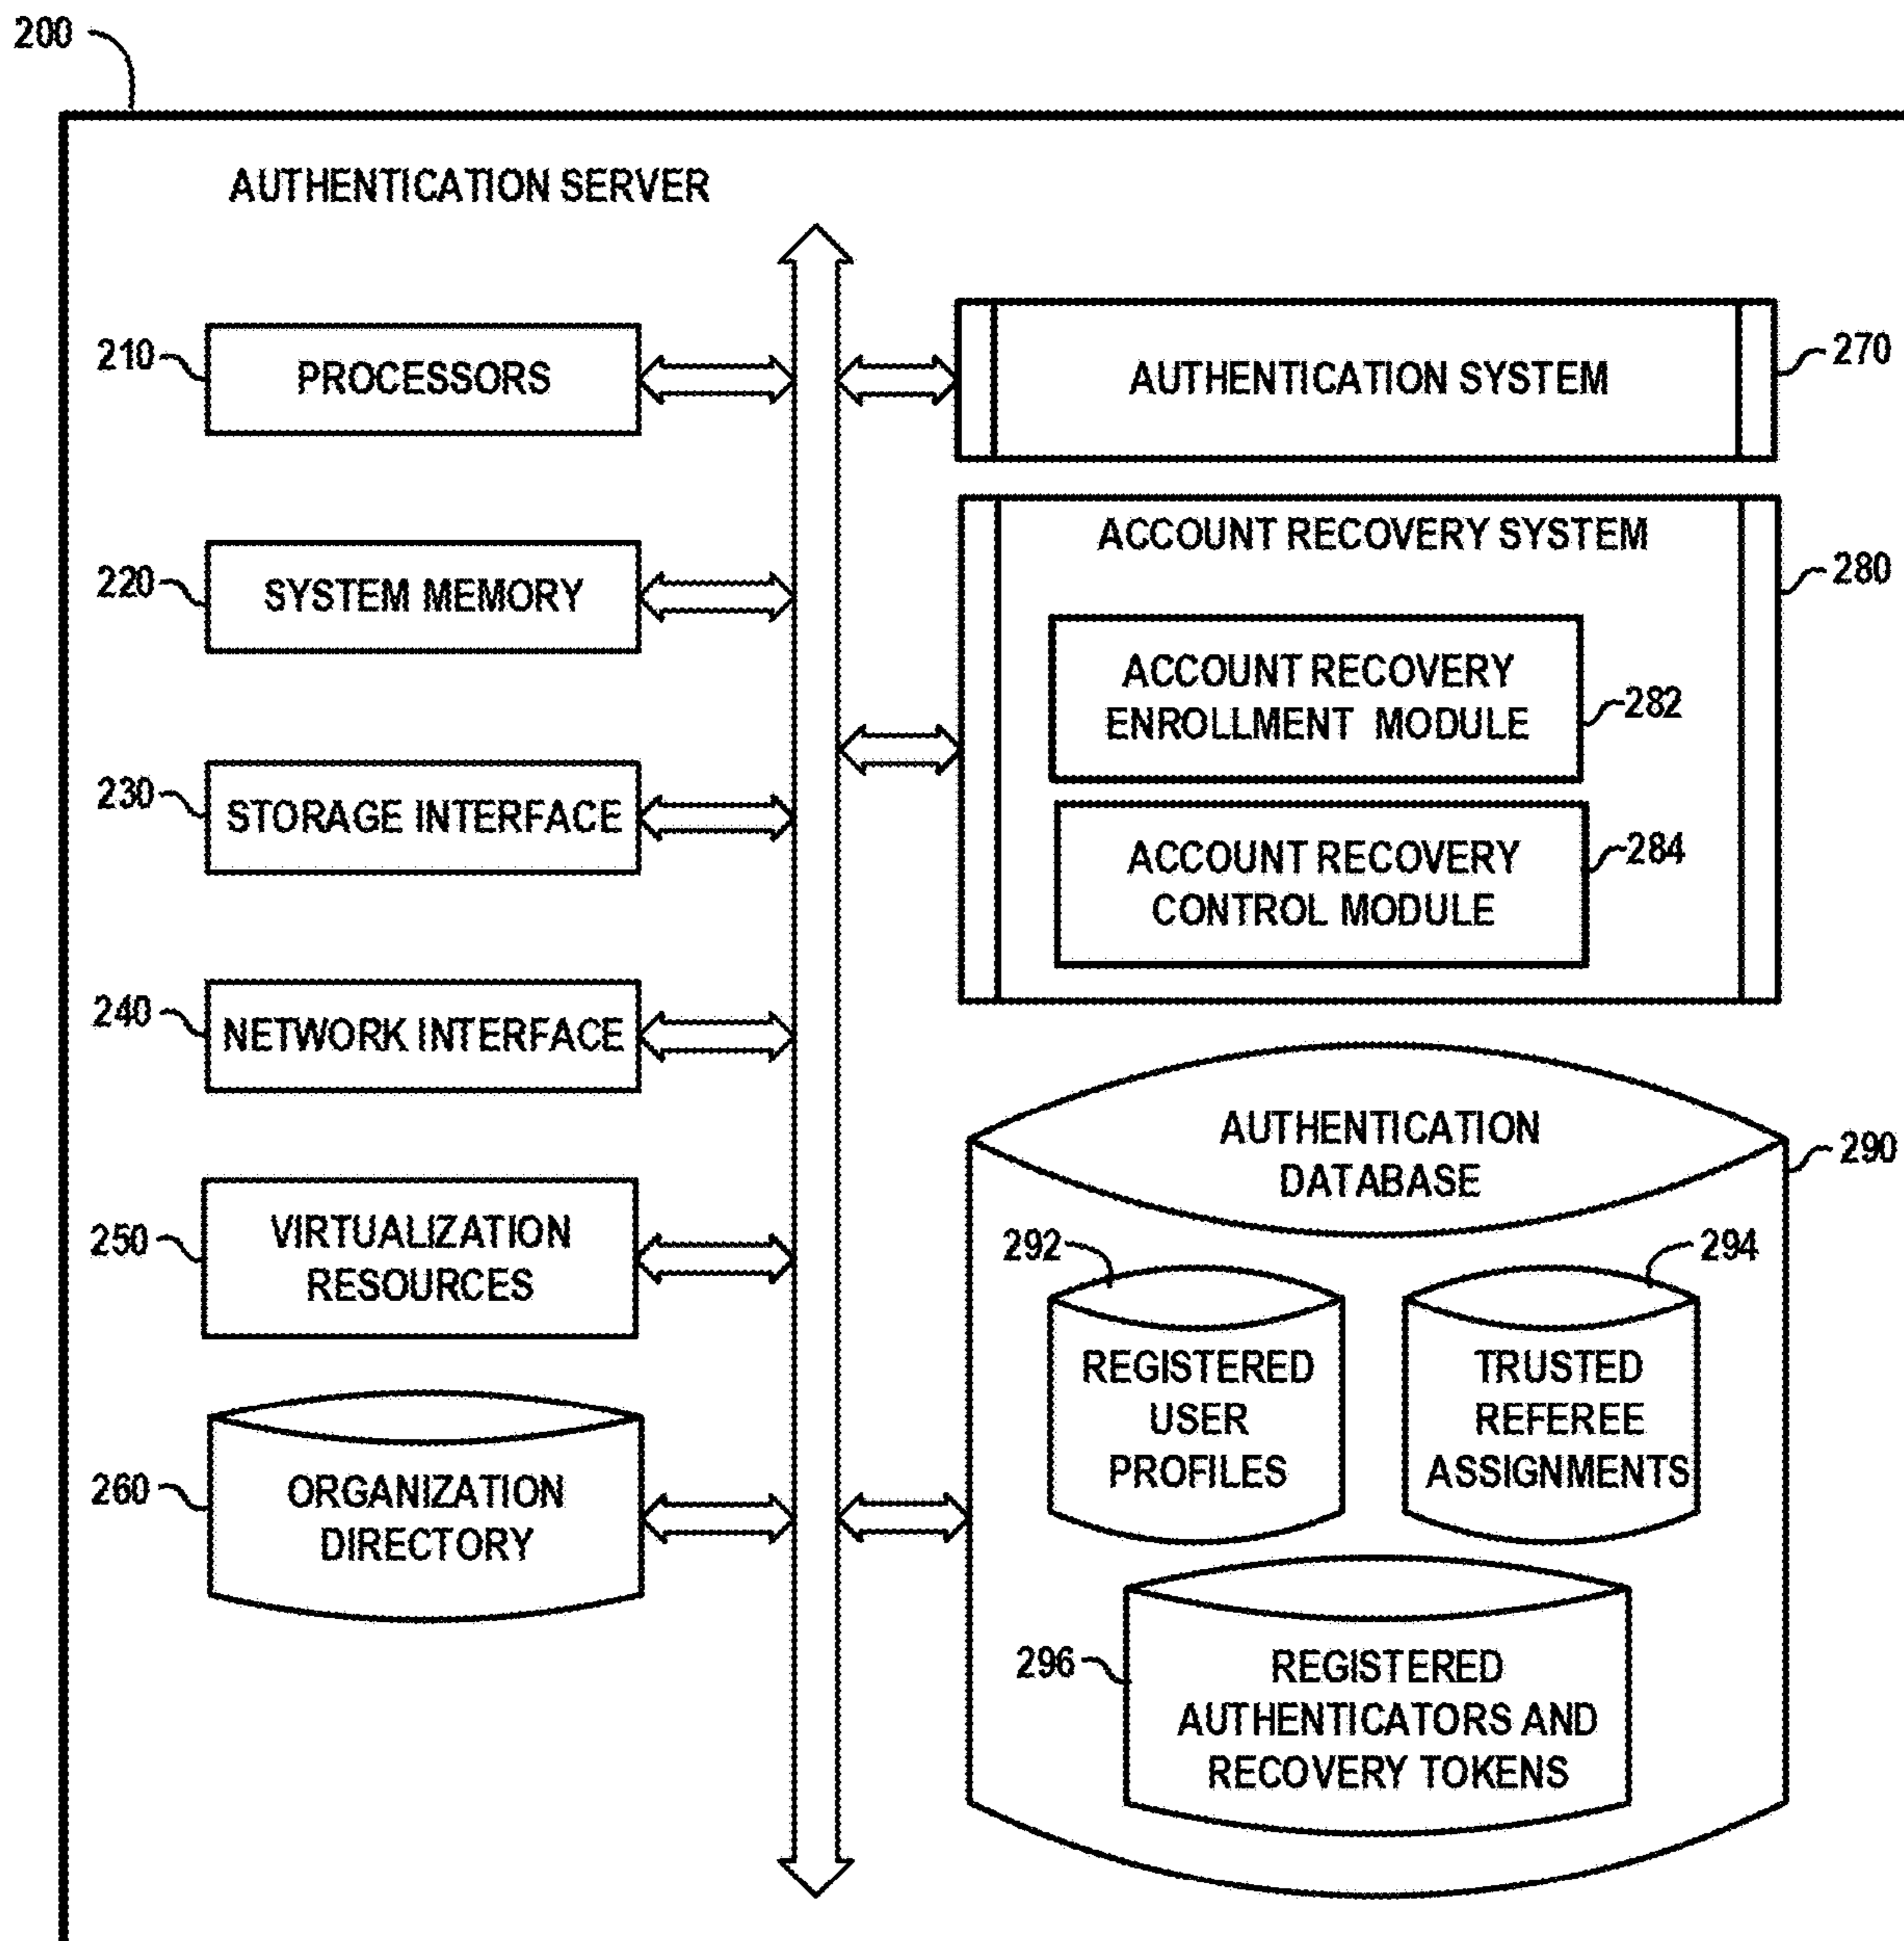 200
AUTHENTICATION SERVER
210
PROCESSORS
220
SYSTEM MEMORY
230
STORAGE INTERFACE
240
NETWORK INTERFACE
250
VIRTUALIZATION
RESOURCES
260
ORGANIZATION
DIRECTORY
AUTHENTICATION SYSTEM
270
ACCOUNT RECOVERY SYSTEM
280
ACCOUNT RECOVERY
ENROLLMENT MODULE
282
ACCOUNT RECOVERY
CONTROL MODULE
284
AUTHENTICATION
DATABASE
290
292
REGISTERED
USER
PROFILES
294
TRUSTED
REFEREE
ASSIGNMENTS
296
REGISTERED
AUTHENTICATORS AND
RECOVERY TOKENS